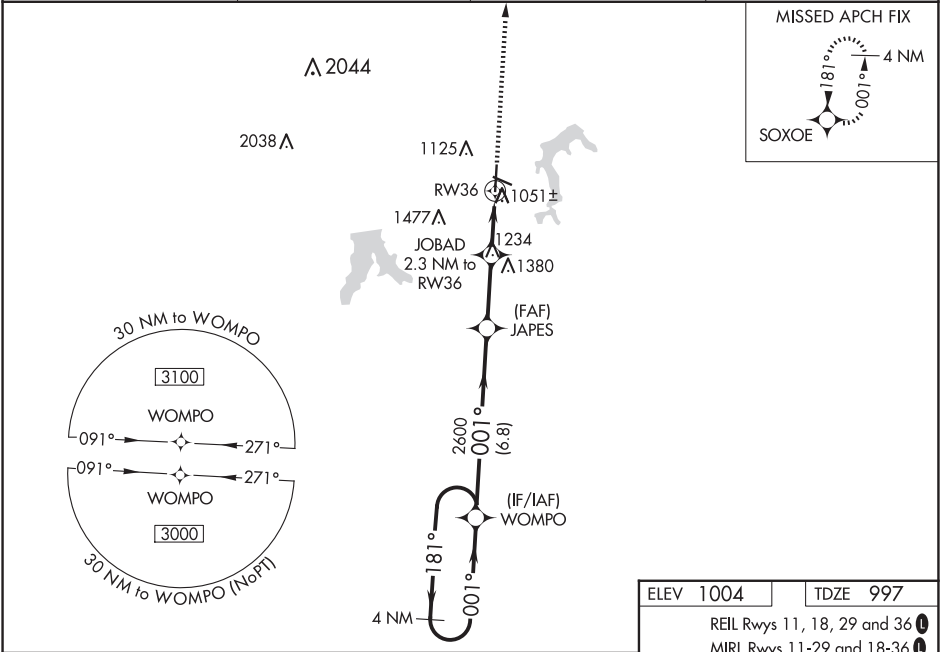 MISSED APCH FIX
4 NM
181°
001°
SOXOE
2044
2038
1125
RW36
1051±
1477
JOBAD
2.3 NM to
RW36
1234
1380
(FAF)
JAPES
30 NM to WOMPO
3100
WOMPO
091°
271°
091°
271°
WOMPO
3000
30 NM to WOMPO (NoPT)
2600
001°
(6.8)
(IF/IAF)
WOMPO
181°
001°
4 NM
ELEV 1004
TDZE 997
REIL Rwys 11, 18, 29 and 36 L
MIRL Rwys 11-29 and 18-36 L